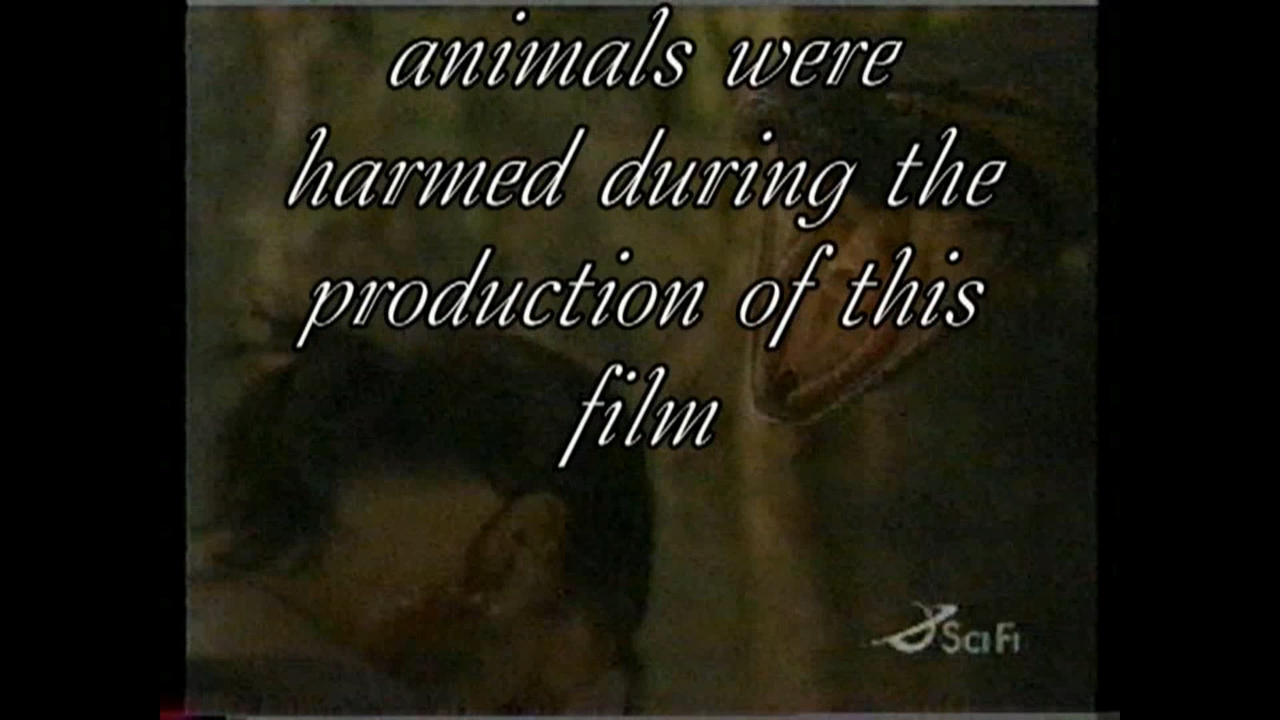 animals were
harmed during the
production of this
film
SciFi